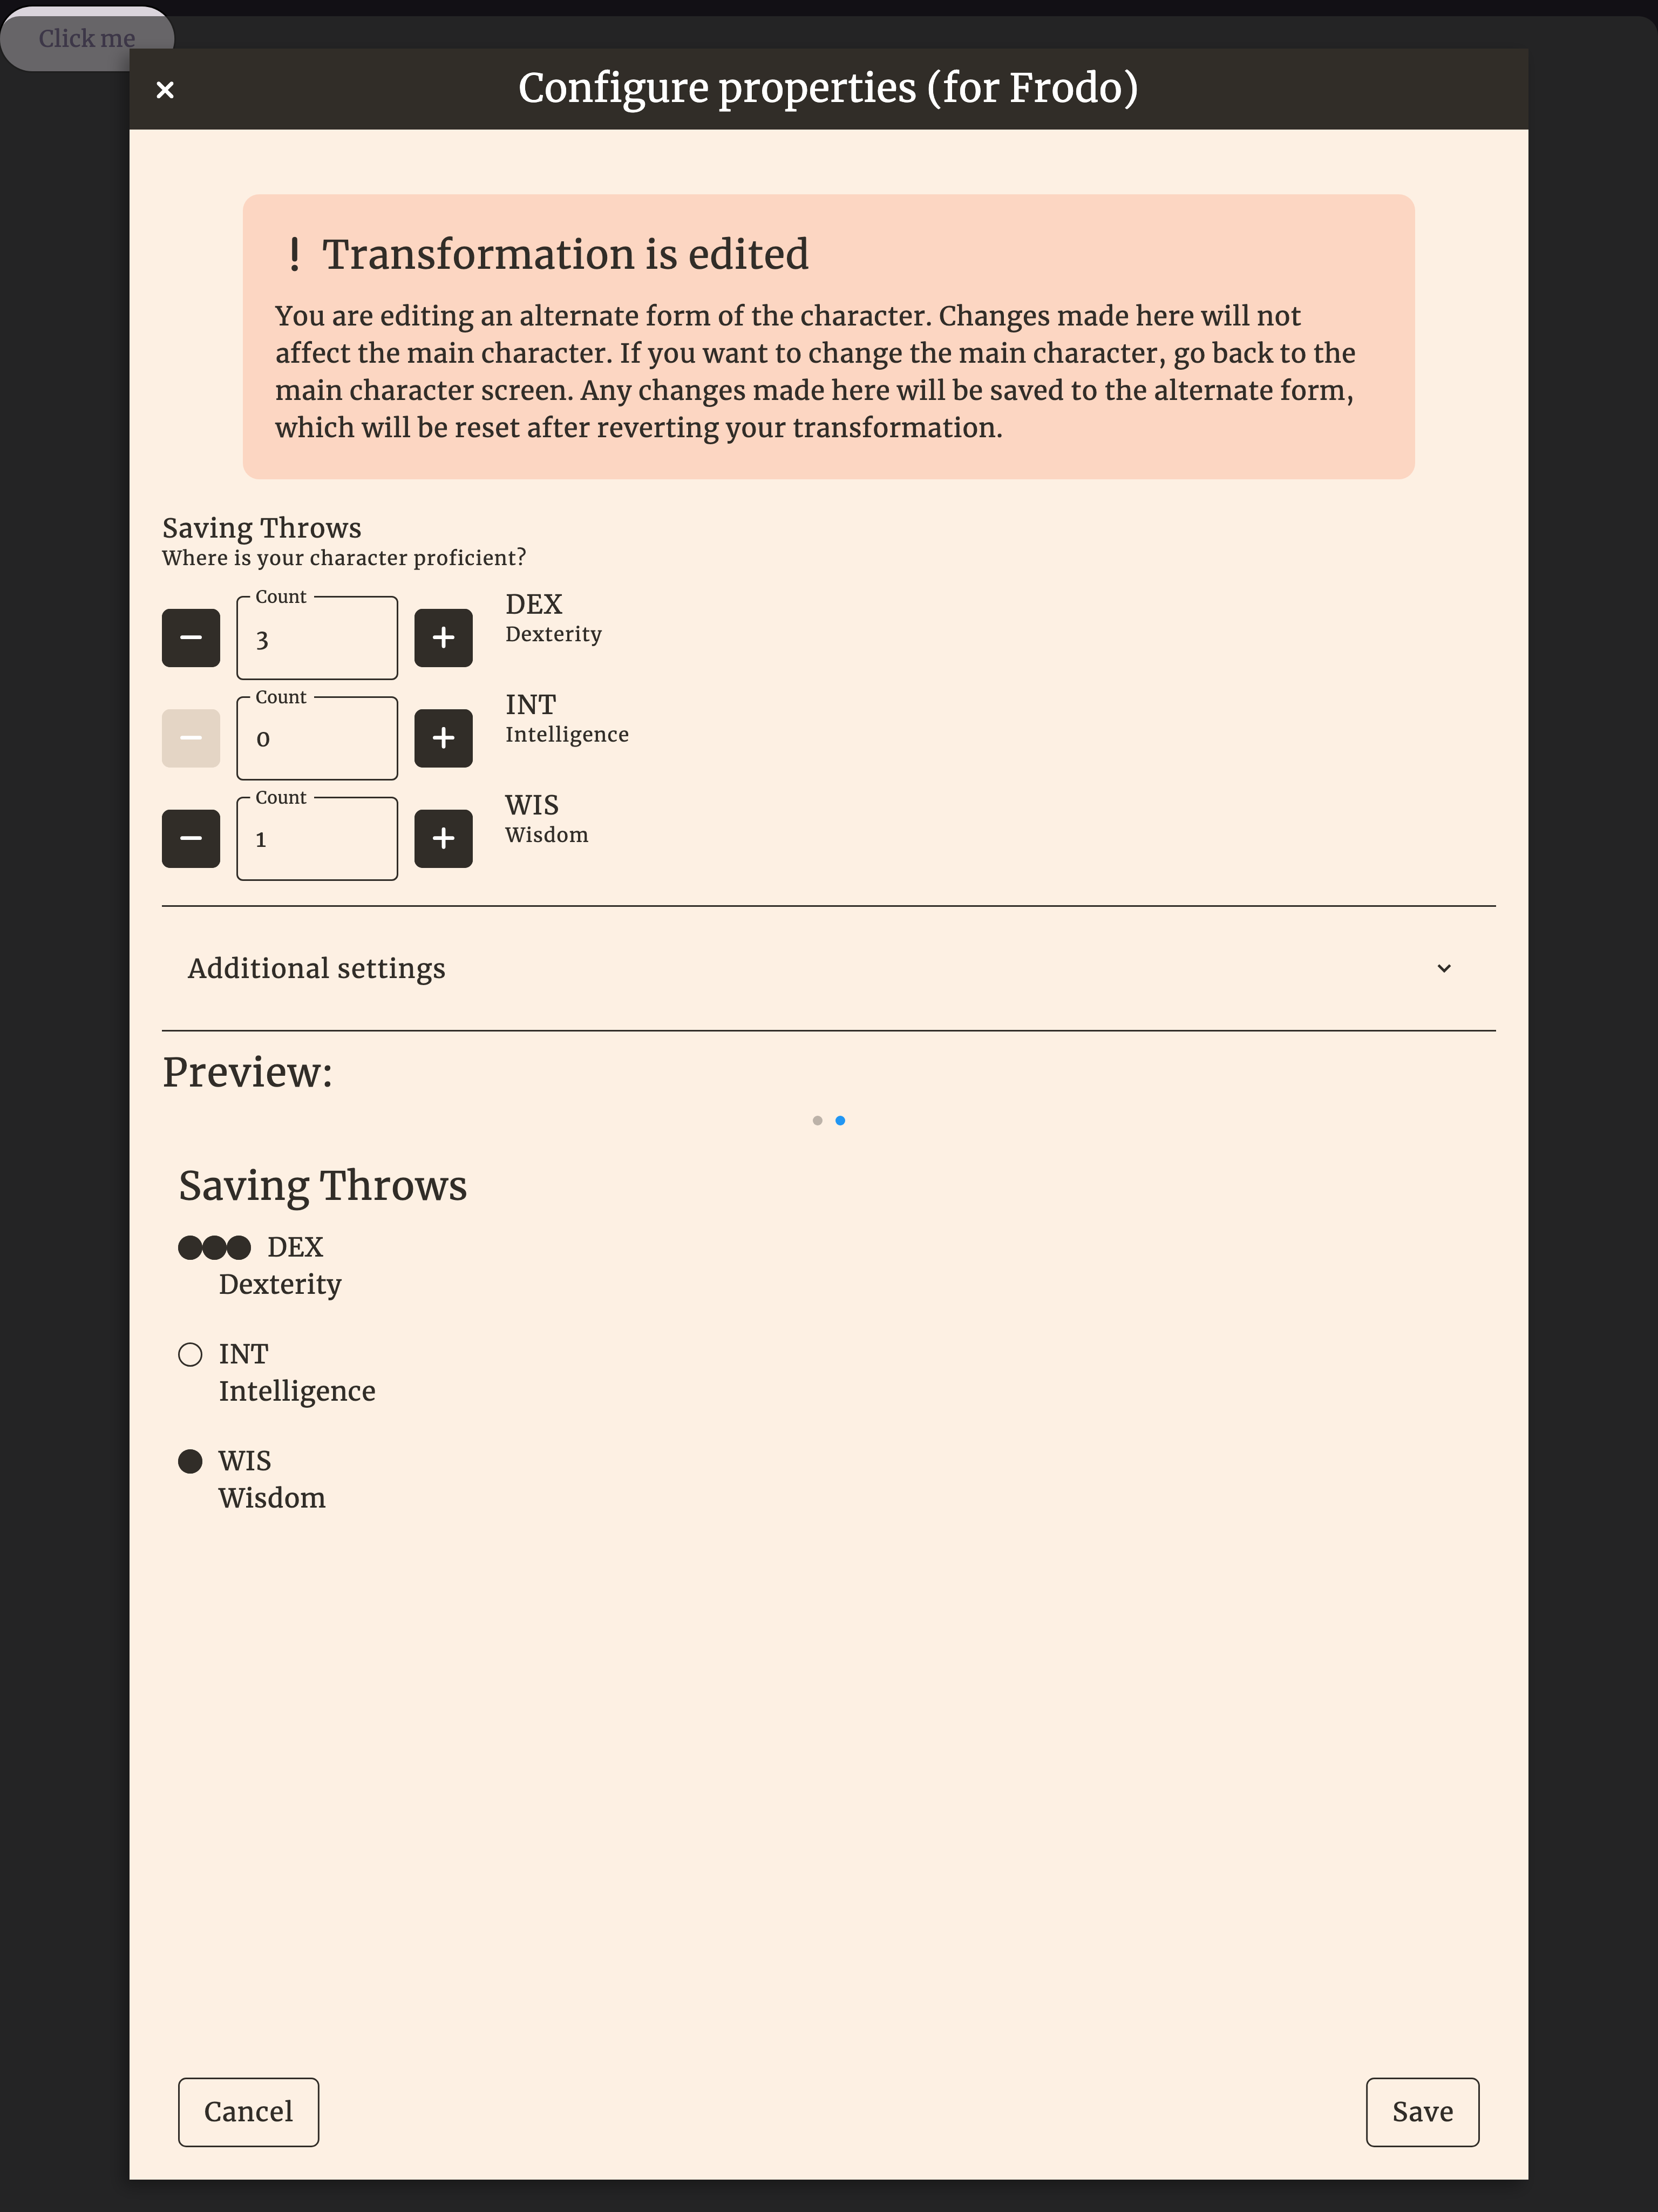 Click me
Configure properties (for Frodo)
! Transformation is edited
You are editing an alternate form of the character. Changes made here will not
affect the main character. If you want to change the main character, go back to the
main character screen. Any changes made here will be saved to the alternate form,
which will be reset after reverting your transformation.
Saving Throws
Where is your character proficient?
Count
3
DEX
Dexterity
Count
0
INT
Intelligence
Count
1
WIS
Wisdom
Additional settings
Preview:
Saving Throws
DEX
Dexterity
INT
Intelligence
WIS
Wisdom
Cancel
Save